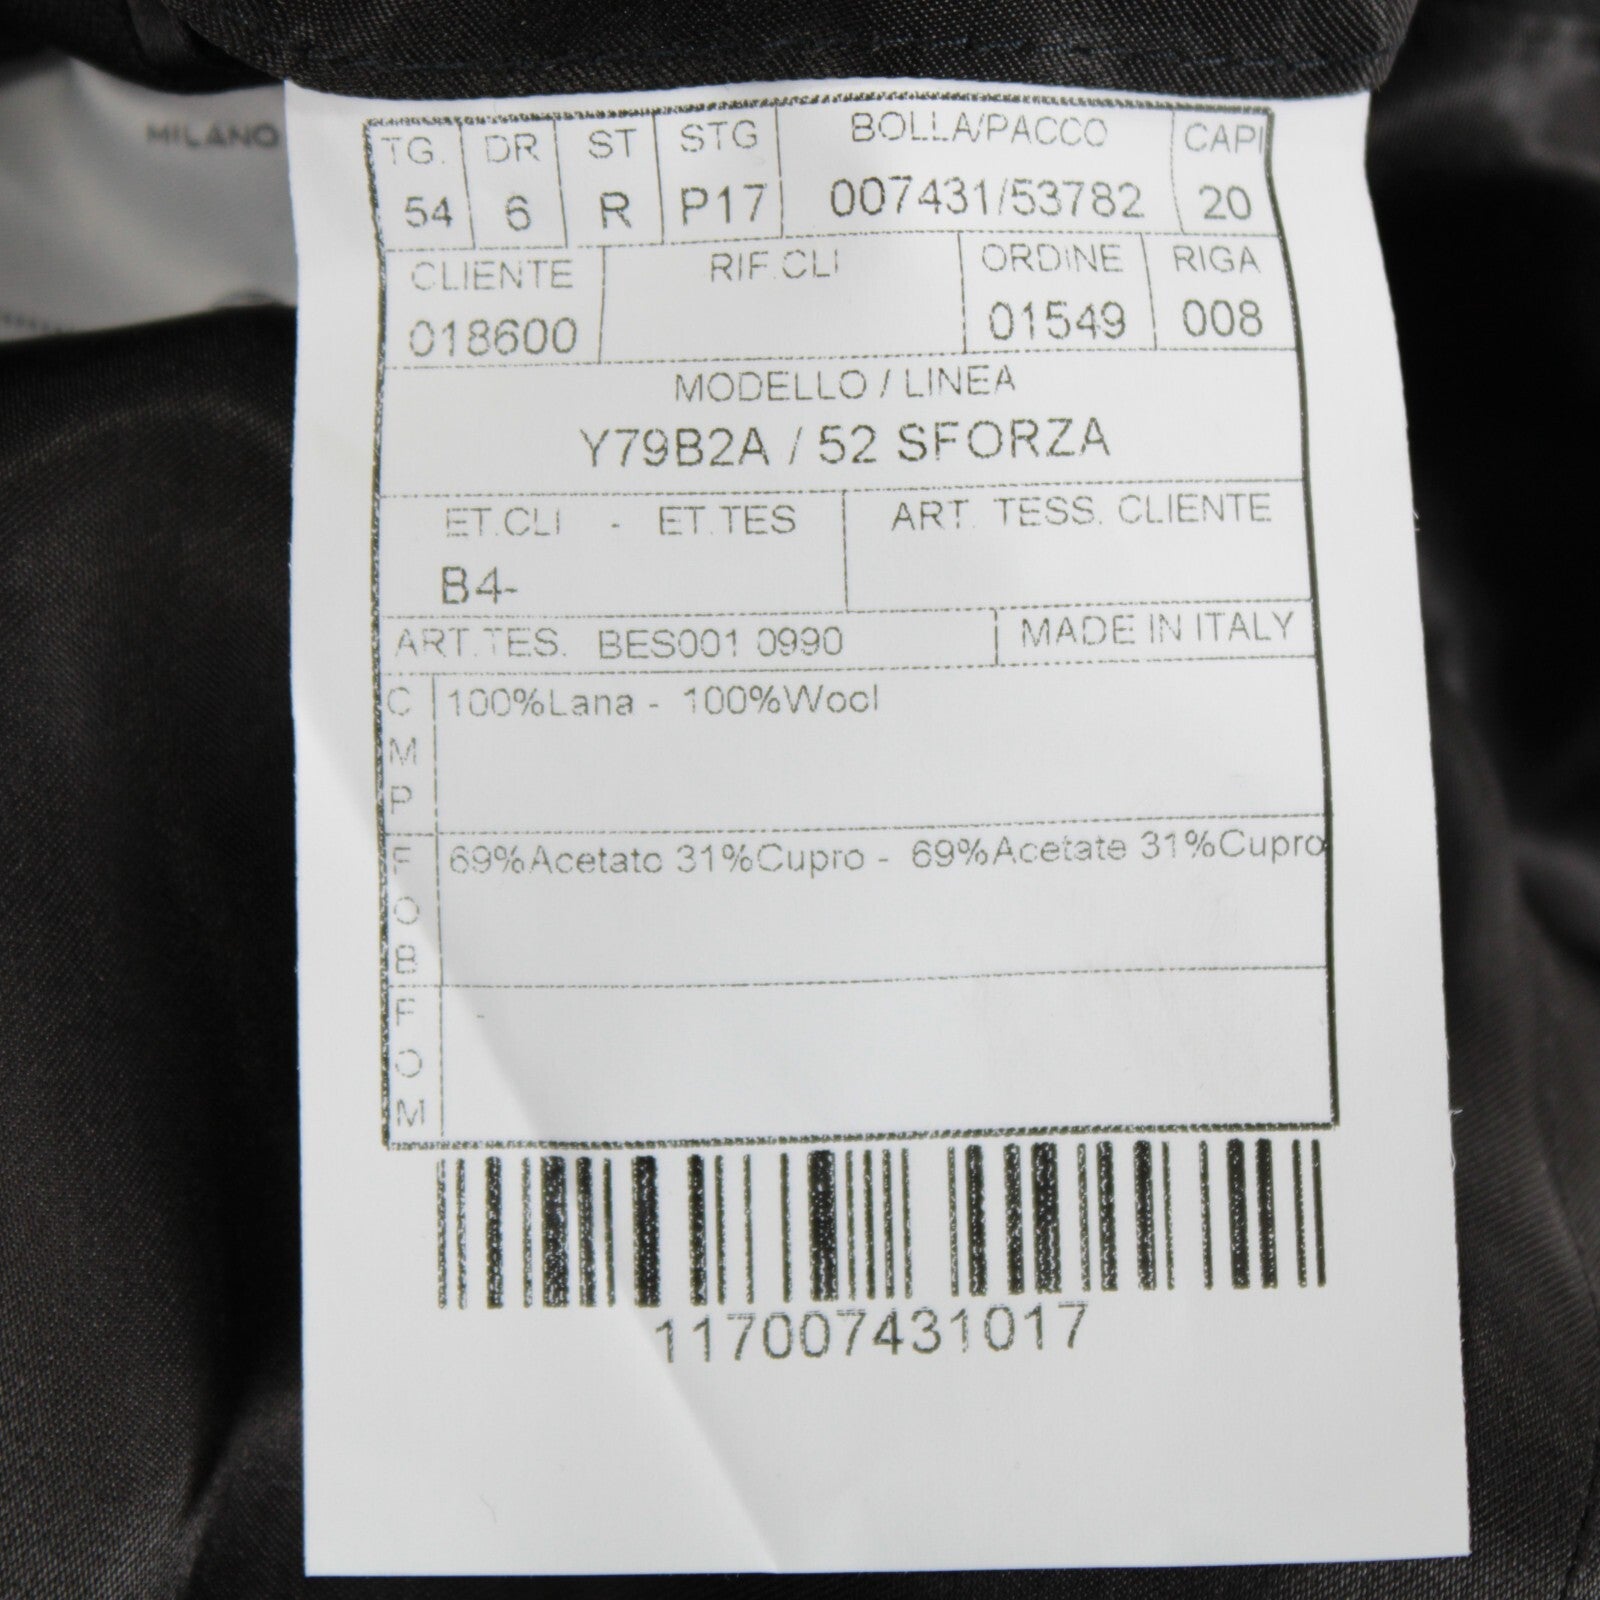 MILANO
TG. DR ST STG BOLLA/PACCO CAPI
54 6 R P17 007431/53782 20
CLIENTE RIF.CLI ORDINE RIGA
018600 01549 008
MODELLO / LINEA
Y79B2A / 52 SFORZA
ET.CLI - ET.TES ART. TESS. CLIENTE
B4-
ART.TES. BES001 0990 MADE IN ITALY
CMP 100%Lana - 100%Wool
FOB 69%Acetato 31%Cupro - 69%Acetate 31%Cupro
FOM -
117007431017